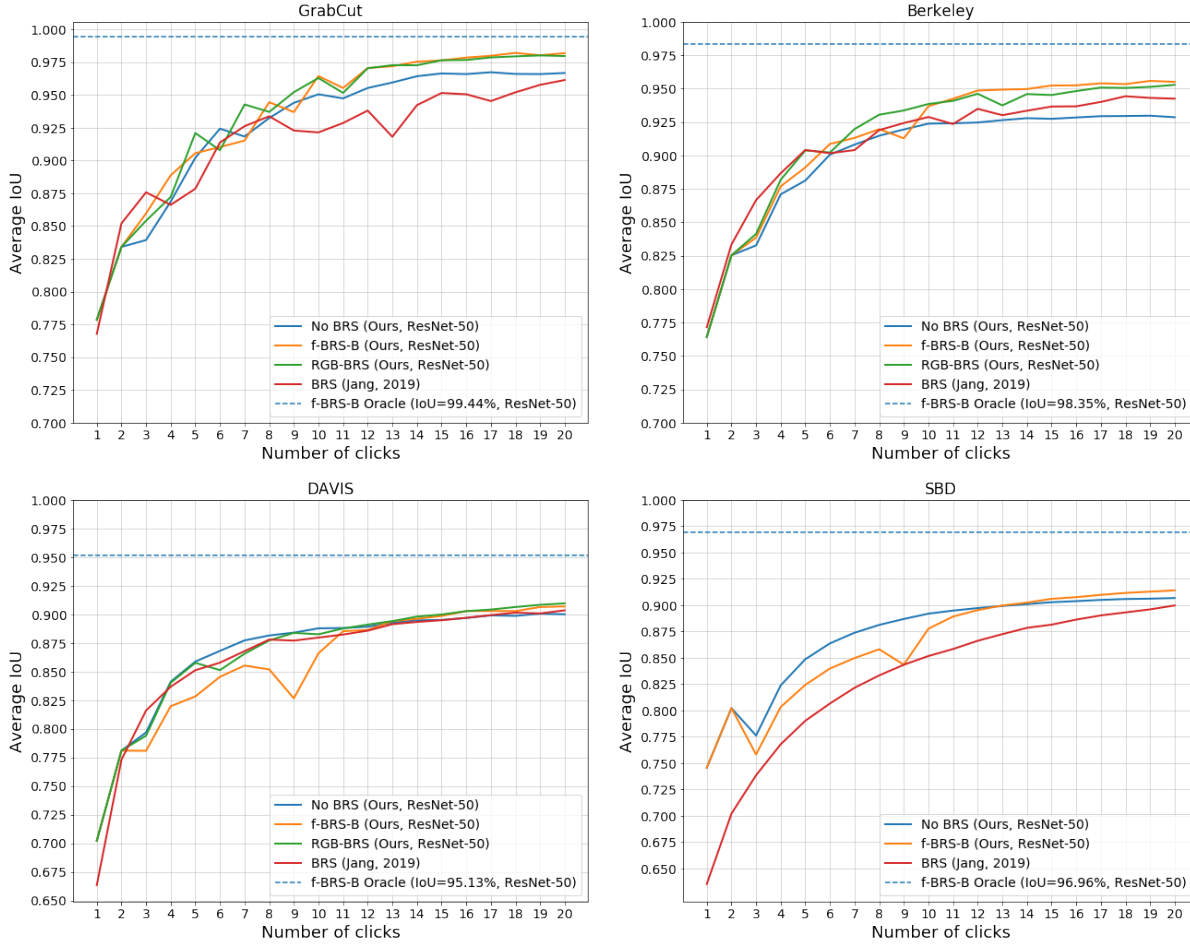 GrabCut
Average IoU
1.000
0.975
0.950
0.925
0.900
0.875
0.850
0.825
0.800
0.775
0.750
0.725
0.700
No BRS (Ours, ResNet-50)
f-BRS-B (Ours, ResNet-50)
RGB-BRS (Ours, ResNet-50)
BRS (Jang, 2019)
f-BRS-B Oracle (IoU=99.44%, ResNet-50)
1 2 3 4 5 6 7 8 9 10 11 12 13 14 15 16 17 18 19 20
Number of clicks
Berkeley
Average IoU
1.000
0.975
0.950
0.925
0.900
0.875
0.850
0.825
0.800
0.775
0.750
0.725
0.700
No BRS (Ours, ResNet-50)
f-BRS-B (Ours, ResNet-50)
RGB-BRS (Ours, ResNet-50)
BRS (Jang, 2019)
f-BRS-B Oracle (IoU=98.35%, ResNet-50)
1 2 3 4 5 6 7 8 9 10 11 12 13 14 15 16 17 18 19 20
Number of clicks
DAVIS
Average IoU
1.000
0.975
0.950
0.925
0.900
0.875
0.850
0.825
0.800
0.775
0.750
0.725
0.700
0.675
0.650
No BRS (Ours, ResNet-50)
f-BRS-B (Ours, ResNet-50)
RGB-BRS (Ours, ResNet-50)
BRS (Jang, 2019)
f-BRS-B Oracle (IoU=95.13%, ResNet-50)
1 2 3 4 5 6 7 8 9 10 11 12 13 14 15 16 17 18 19 20
Number of clicks
SBD
Average IoU
1.000
0.975
0.950
0.925
0.900
0.875
0.850
0.825
0.800
0.775
0.750
0.725
0.700
0.675
0.650
No BRS (Ours, ResNet-50)
f-BRS-B (Ours, ResNet-50)
BRS (Jang, 2019)
f-BRS-B Oracle (IoU=96.96%, ResNet-50)
1 2 3 4 5 6 7 8 9 10 11 12 13 14 15 16 17 18 19 20
Number of clicks